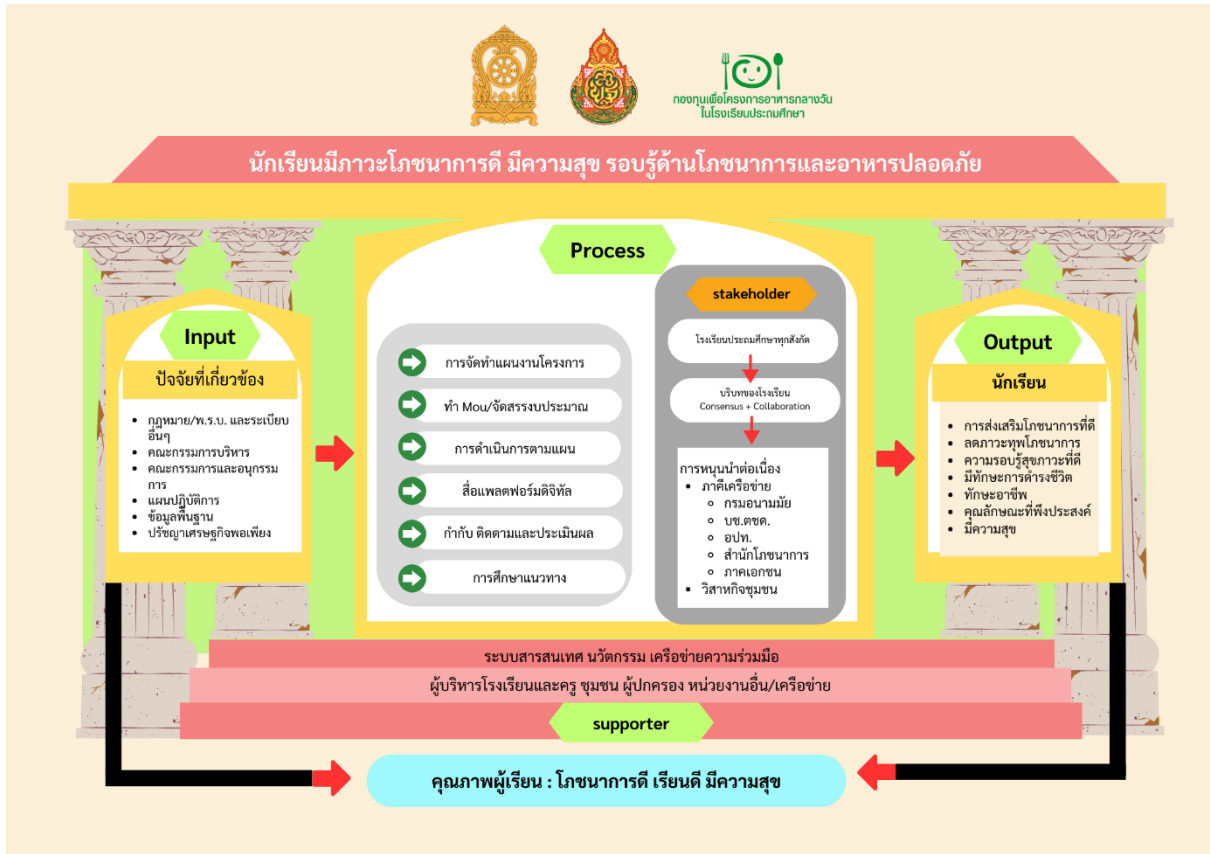 กองทุนเพื่อโครงการอาหารกลางวัน
ในโรงเรียนประถมศึกษา
นักเรียนมีภาวะโภชนาการดี มีความสุข รอบรู้ด้านโภชนาการและอาหารปลอดภัย
Input
ปัจจัยที่เกี่ยวข้อง
• กฎหมาย/พ.ร.บ. และระเบียบ
อื่นๆ
• คณะกรรมการบริหาร
• คณะกรรมการและอนุกรรม
การ
• แผนปฏิบัติการ
• ข้อมูลพื้นฐาน
• ปรัชญาเศรษฐกิจพอเพียง
Process
การจัดทำแผนงานโครงการ
ทำ Mou/จัดสรรงบประมาณ
การดำเนินการตามแผน
สื่อแพลตฟอร์มดิจิทัล
กำกับ ติดตามและประเมินผล
การศึกษาแนวทาง
stakeholder
โรงเรียนประถมศึกษาทุกสังกัด
บริบทของโรงเรียน
Consensus + Collaboration
การหนุนนำต่อเนื่อง
• ภาคีเครือข่าย
○ กรมอนามมัย
○ บช.ตชด.
○ อปท.
○ สำนักโภชนาการ
○ ภาคเอกชน
• วิสาหกิจชุมชน
Output
นักเรียน
• การส่งเสริมโภชนาการที่ดี
• ลดภาวะทุพโภชนาการ
• ความรอบรู้สุขภาวะที่ดี
• มีทักษะการดำรงชีวิต
• ทักษะอาชีพ
• คุณลักษณะที่พึงประสงค์
• มีความสุข
ระบบสารสนเทศ นวัตกรรม เครือข่ายความร่วมมือ
ผู้บริหารโรงเรียนและครู ชุมชน ผู้ปกครอง หน่วยงานอื่น/เครือข่าย
supporter
คุณภาพผู้เรียน : โภชนาการดี เรียนดี มีความสุข